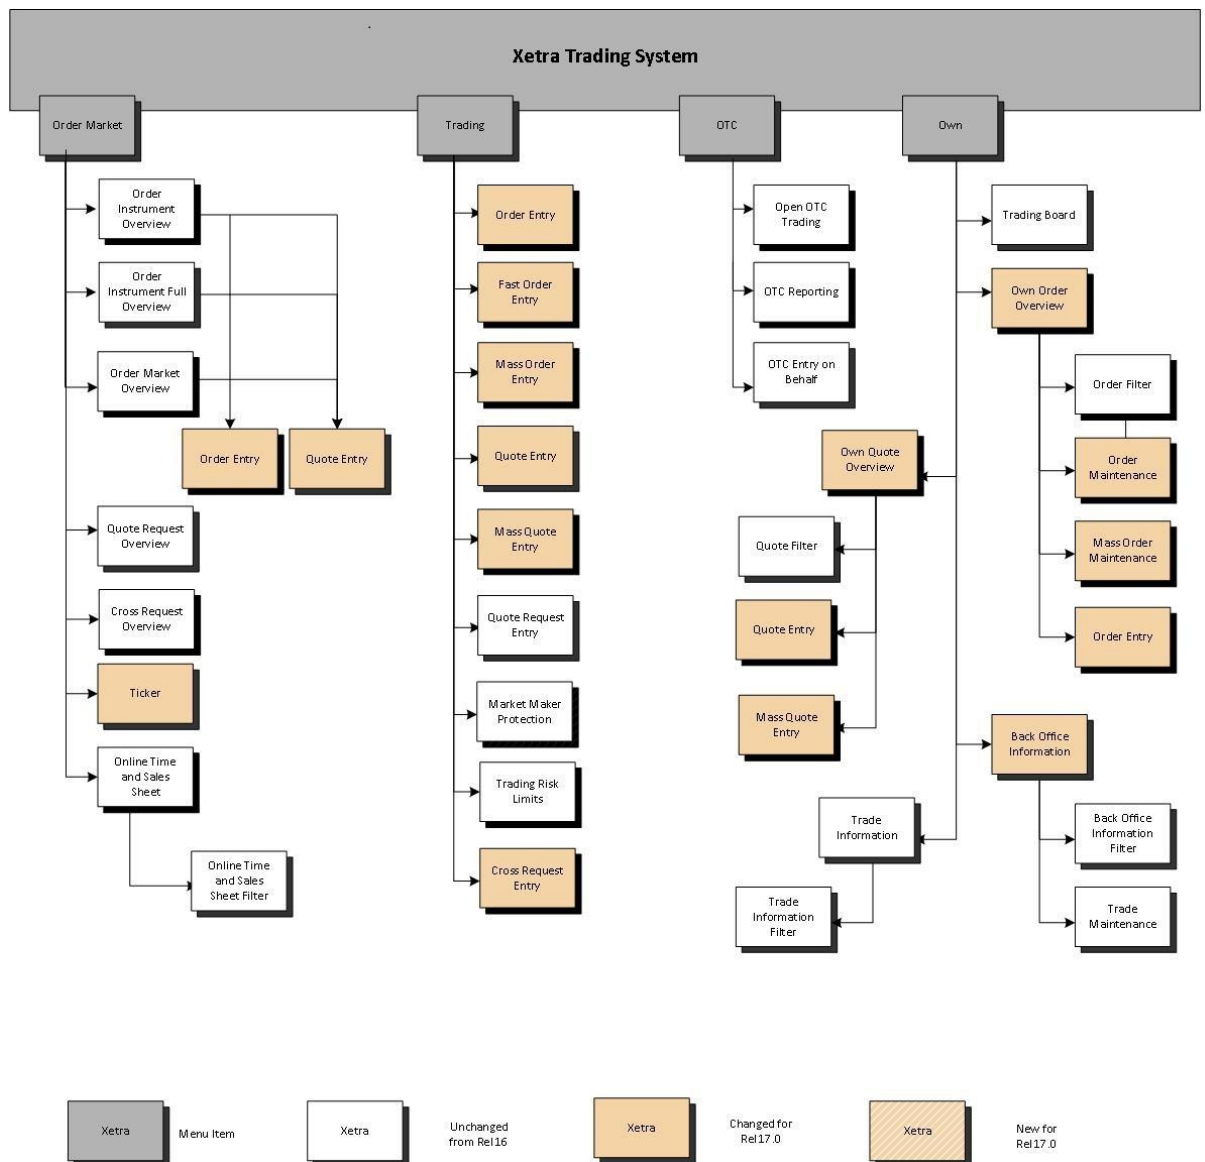 Xetra Trading System
Order Market
Order
Instrument
Overview
Order
Instrument Full
Overview
Order Market
Overview
Order Entry
Quote Entry
Quote Request
Overview
Cross Request
Overview
Ticker
Online Time
and Sales
Sheet
Online Time
and Sales
Sheet Filter
Trading
Order Entry
Fast Order
Entry
Mass Order
Entry
Quote Entry
Mass Quote
Entry
Quote Request
Entry
Market Maker
Protection
Trading Risk
Limits
Cross Request
Entry
OTC
Open OTC
Trading
OTC Reporting
OTC Entry on
Behalf
Own
Trading Board
Own Order
Overview
Order Filter
Order
Maintenance
Mass Order
Maintenance
Order Entry
Own Quote
Overview
Quote Filter
Quote Entry
Mass Quote
Entry
Back Office
Information
Back Office
Information
Filter
Trade
Maintenance
Trade
Information
Trade
Information
Filter
Xetra
Menu Item
Xetra
Unchanged
from Rel16
Xetra
Changed for
Rel17.0
Xetra
New for
Rel17.0